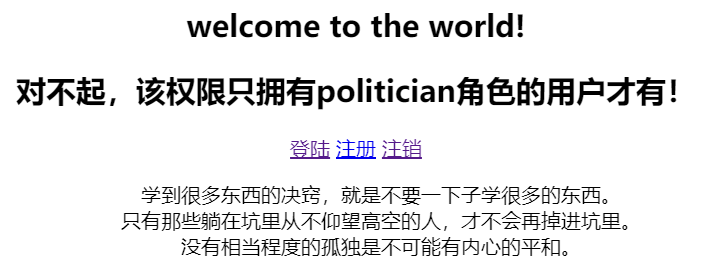 welcome to the world!
对不起，该权限只拥有politician角色的用户才有！
登陆 注册 注销
学到很多东西的决窍，就是不要一下子学很多的东西。
只有那些躺在坑里从不仰望高空的人，才不会再掉进坑里。
没有相当程度的孤独是不可能有内心的平和。